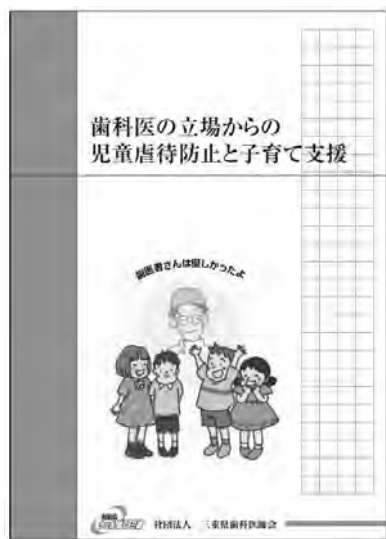 歯科医の立場からの
児童虐待防止と子育て支援
歯医者さんは優しかったよ
社団法人 三重県歯科医師会